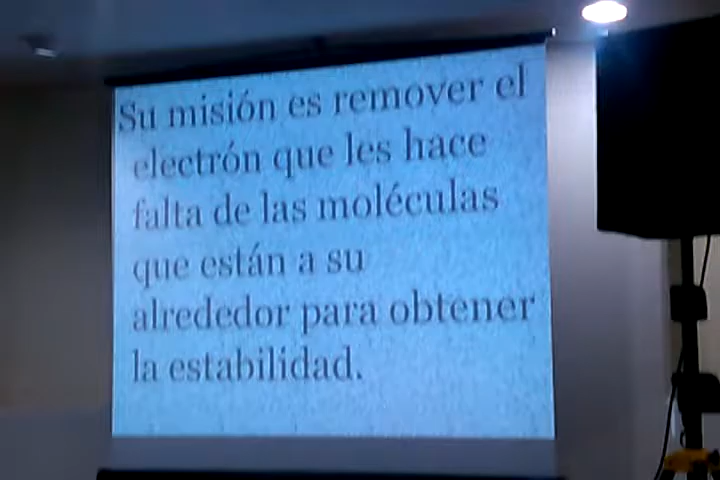 Su misión es remover el
electrón que les hace
falta de las moléculas
que están a su
alrededor para obtener
la estabilidad.